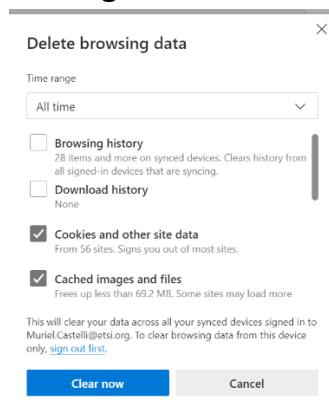 Delete browsing data
Time range
All time
Browsing history
28 items and more on synced devices. Clears history from
all signed-in devices that are syncing.
Download history
None
Cookies and other site data
From 56 sites. Signs you out of most sites.
Cached images and files
Frees up less than 69.2 MB. Some sites may load more
This will clear your data across all your synced devices signed in to
Muriel.Castelli@etsi.org. To clear browsing data from this device
only, sign out first.
Clear now
Cancel